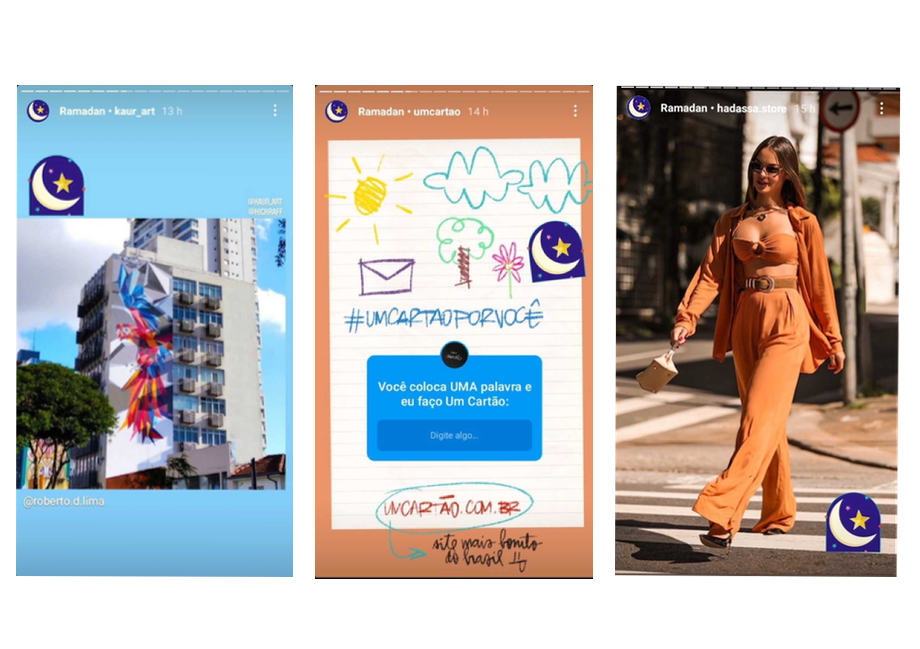 Ramadan • kaur_art 13 h
@KAUR_ART
@HIGRAFF
@roberto.d.lima
Ramadan • umcartao 14 h
#UMCARTAOPORVOCÊ
Você coloca UMA palavra e
eu faço Um Cartão:
Digite algo...
UMCARTÃO.COM.BR
site mais bonito
do brasil
Ramadan • hadassa.store 15 h